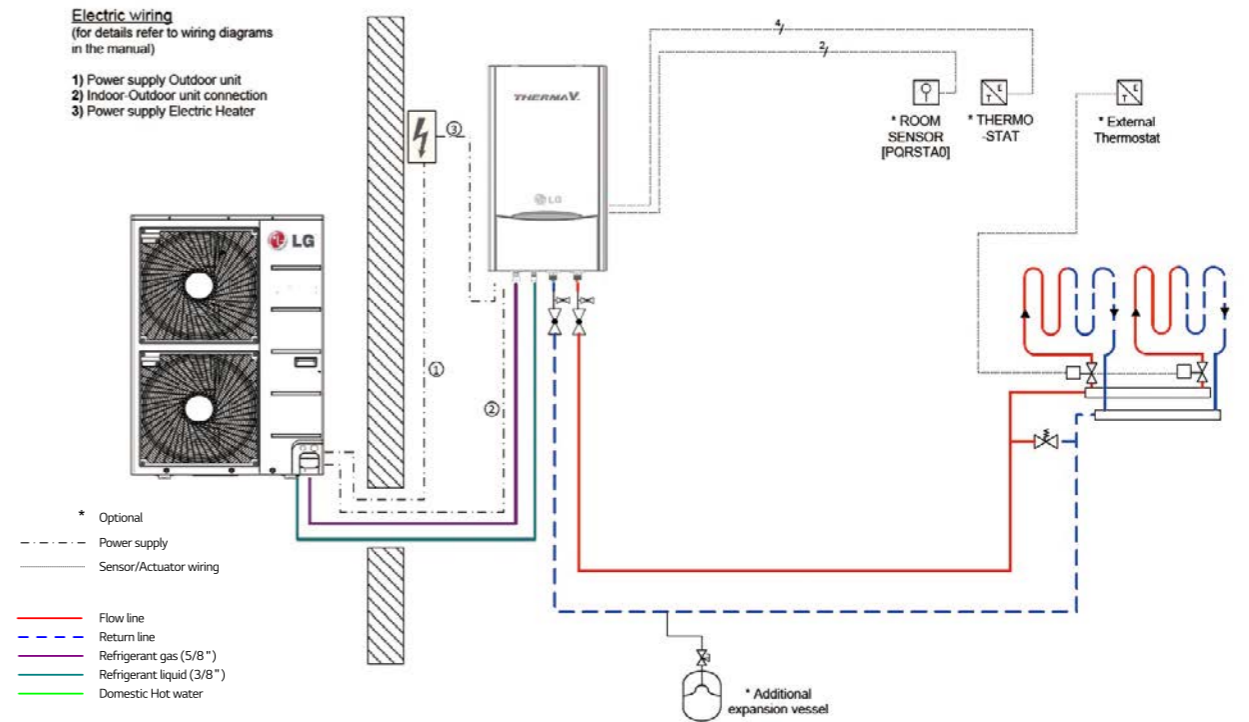 Electric wiring
(for details refer to wiring diagrams
in the manual)
1) Power supply Outdoor unit
2) Indoor-Outdoor unit connection
3) Power supply Electric Heater
THERMAV.
LG
LG
4
2
* ROOM
SENSOR
[PQRSTA0]
* THERMO
-STAT
* External
Thermostat
t
T
t
T
3
1
2
* Optional
Power supply
Sensor/Actuator wiring
Flow line
Return line
Refrigerant gas (5/8")
Refrigerant liquid (3/8")
Domestic Hot water
* Additional
expansion vessel